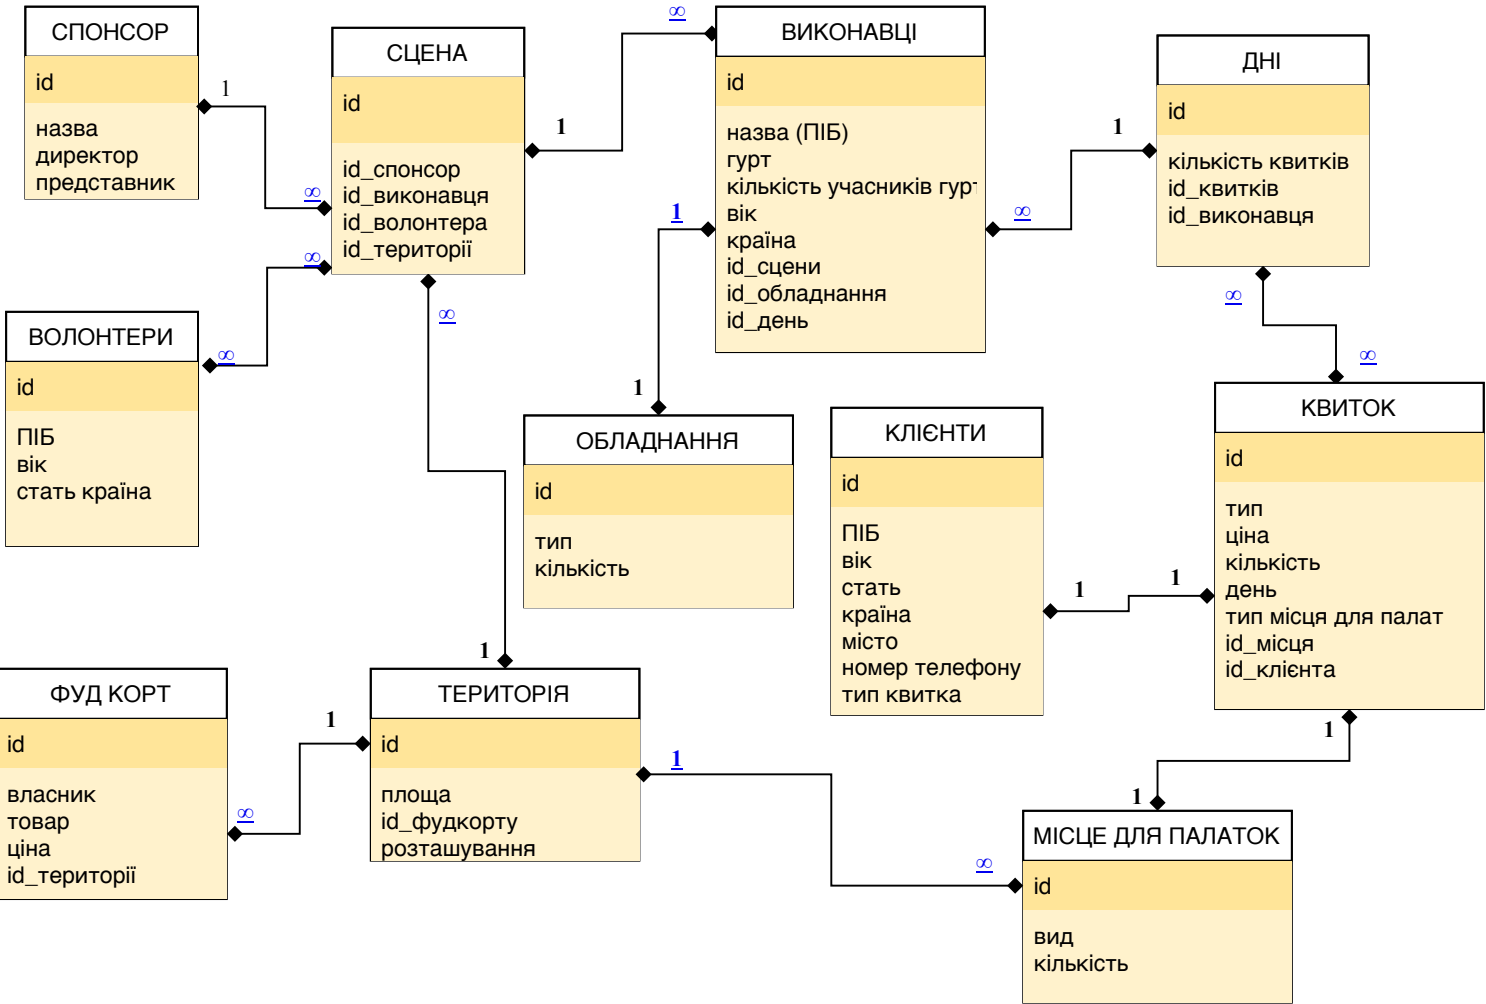 СПОНСОР
id
назва
директор
представник
1
∞
СЦЕНА
id
id_спонсор
id_виконавця
id_волонтера
id_території
1
∞
∞
∞
ВИКОНАВЦІ
id
назва (ПІБ)
гурт
кількість учасників гурт
вік
країна
id_сцени
id_обладнання
id_день
1
∞
1
ДНІ
id
кількість квитків
id_квитків
id_виконавця
∞
∞
ВОЛОНТЕРИ
id
ПІБ
вік
стать країна
∞
1
ОБЛАДНАННЯ
id
тип
кількість
КЛІЄНТИ
id
ПІБ
вік
стать
країна
місто
номер телефону
тип квитка
1
1
КВИТОК
id
тип
ціна
кількість
день
тип місця для палат
id_місця
id_клієнта
1
1
ФУД КОРТ
id
власник
товар
ціна
id_території
∞
1
1
ТЕРИТОРІЯ
id
площа
id_фудкорту
розташування
1
∞
МІСЦЕ ДЛЯ ПАЛАТОК
id
вид
кількість